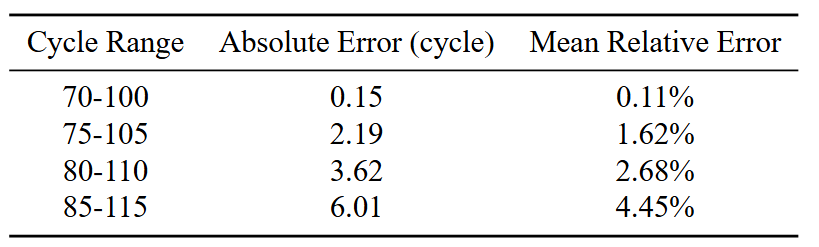 Cycle Range Absolute Error (cycle) Mean Relative Error
70-100 0.15 0.11%
75-105 2.19 1.62%
80-110 3.62 2.68%
85-115 6.01 4.45%